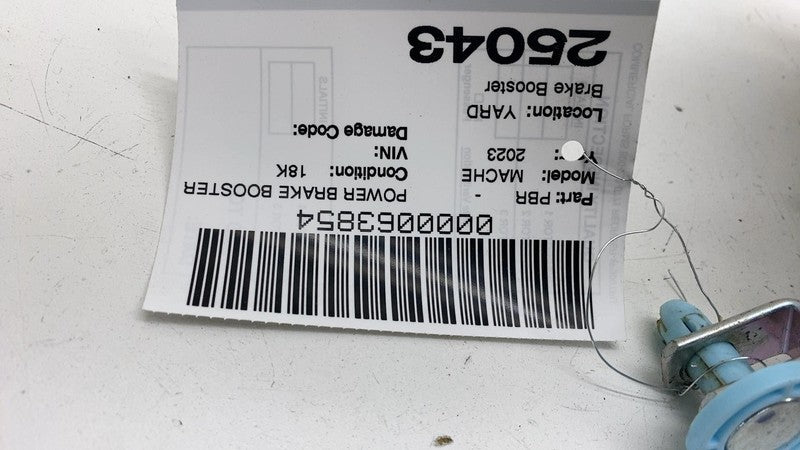 0000063854
Part: PBR - POWER BRAKE BOOSTER
Model: MACHE Condition: 18K
2023 VIN:
Damage Code:
Location: YARD
Brake Booster
25043